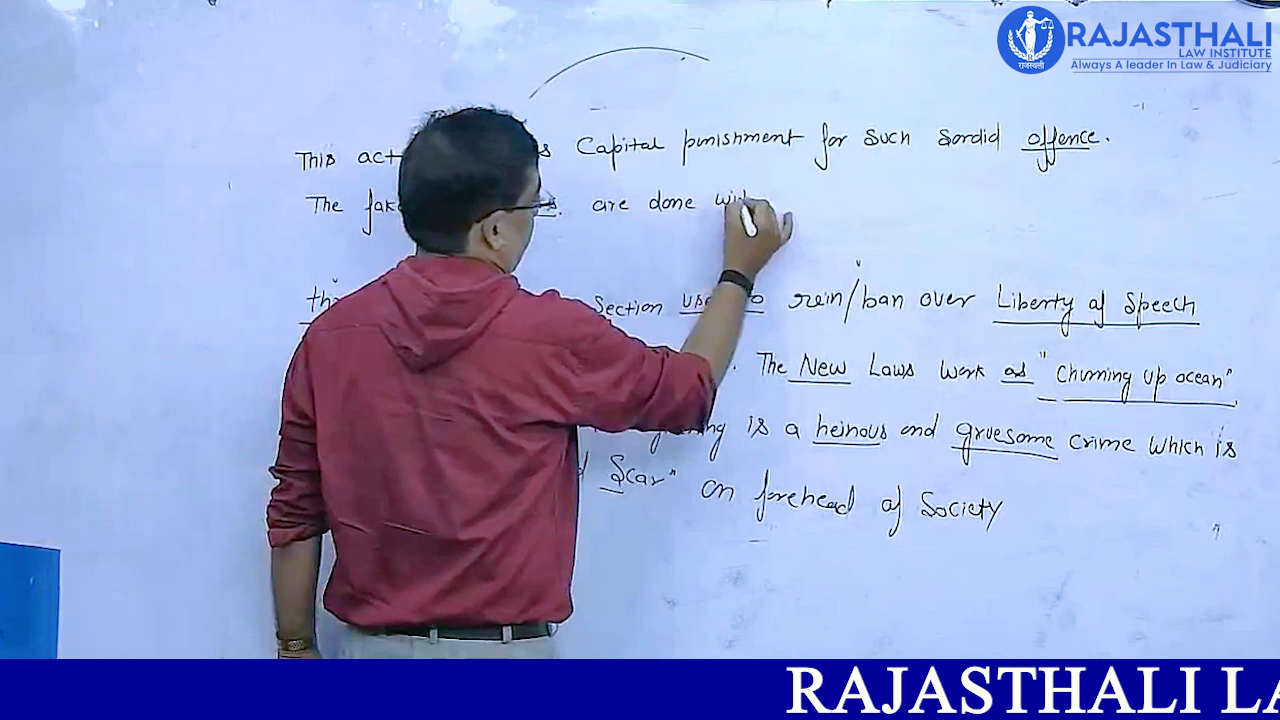 RAJASTHALI
LAW INSTITUTE
Always A leader In Law & Judiciary
राजस्थली
This act Capital punishment for such sordid offence.
The are done
Section rein/ban over Liberty of Speech
. The New Laws work as "Churning up ocean"
is a heinous and gruesome crime which is
Scar" on forehead of Society
RAJASTHALI LA